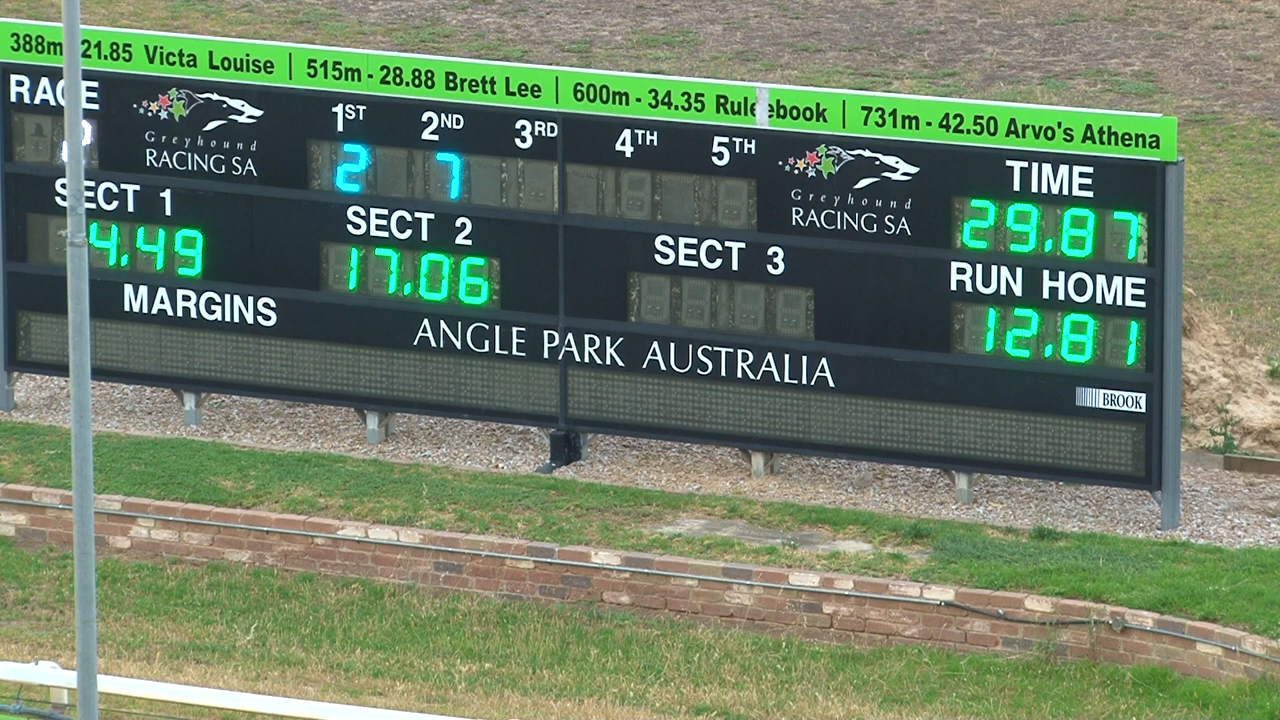 388m 21.85 Victa Louise | 515m - 28.88 Brett Lee | 600m - 34.35 Rulebook | 731m - 42.50 Arvo's Athena
RACE
Greyhound
RACING SA
1ST 2ND 3RD 4TH 5TH
2 7
Greyhound
RACING SA
TIME
29.87
SECT 1
4.49
SECT 2
17.06
SECT 3
RUN HOME
12.81
MARGINS
ANGLE PARK AUSTRALIA
BROOK